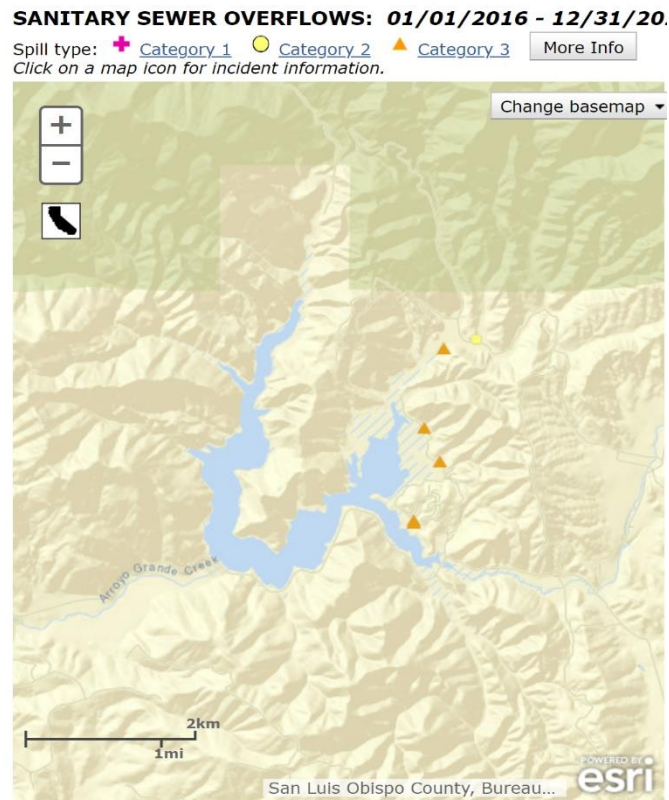 SANITARY SEWER OVERFLOWS: 01/01/2016 - 12/31/20
Spill type: Category 1 Category 2 Category 3 More Info
Click on a map icon for incident information.
Change basemap
+
−
Arroyo Grande Creek
2km
1mi
POWERED BY
esri
San Luis Obispo County, Bureau...